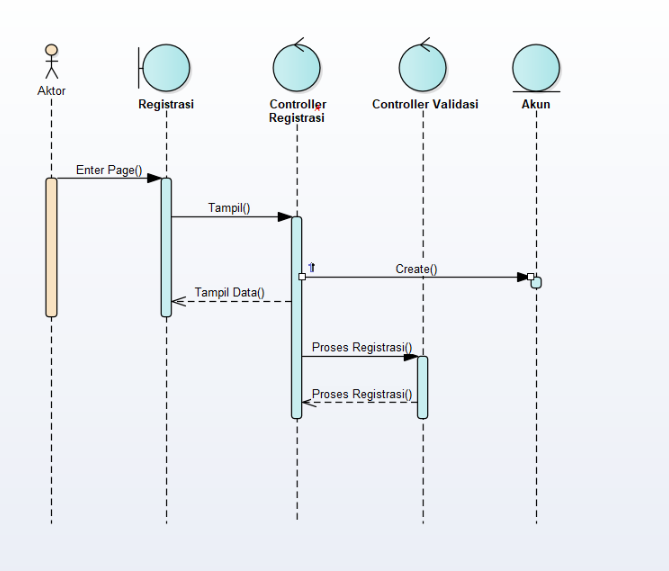 Aktor
Registrasi
Controller
Registrasi
Controller Validasi
Akun
Enter Page()
Tampil()
Create()
Tampil Data()
Proses Registrasi()
Proses Registrasi()